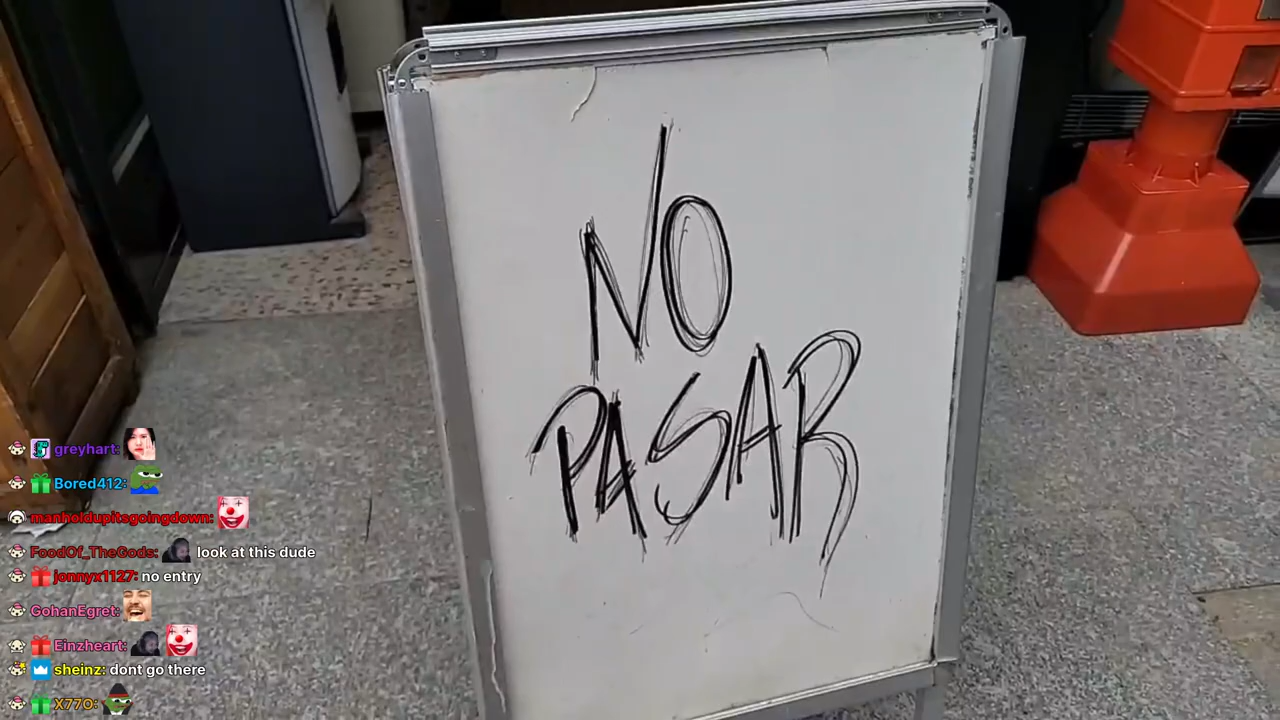 NO
PASAR
greyhart:
Bored412:
manholdupitsgoingdown:
FoodOf_TheGods: look at this dude
jonnyx1127: no entry
GohanEgret:
Einzheart:
sheinz: dont go there
X77O: